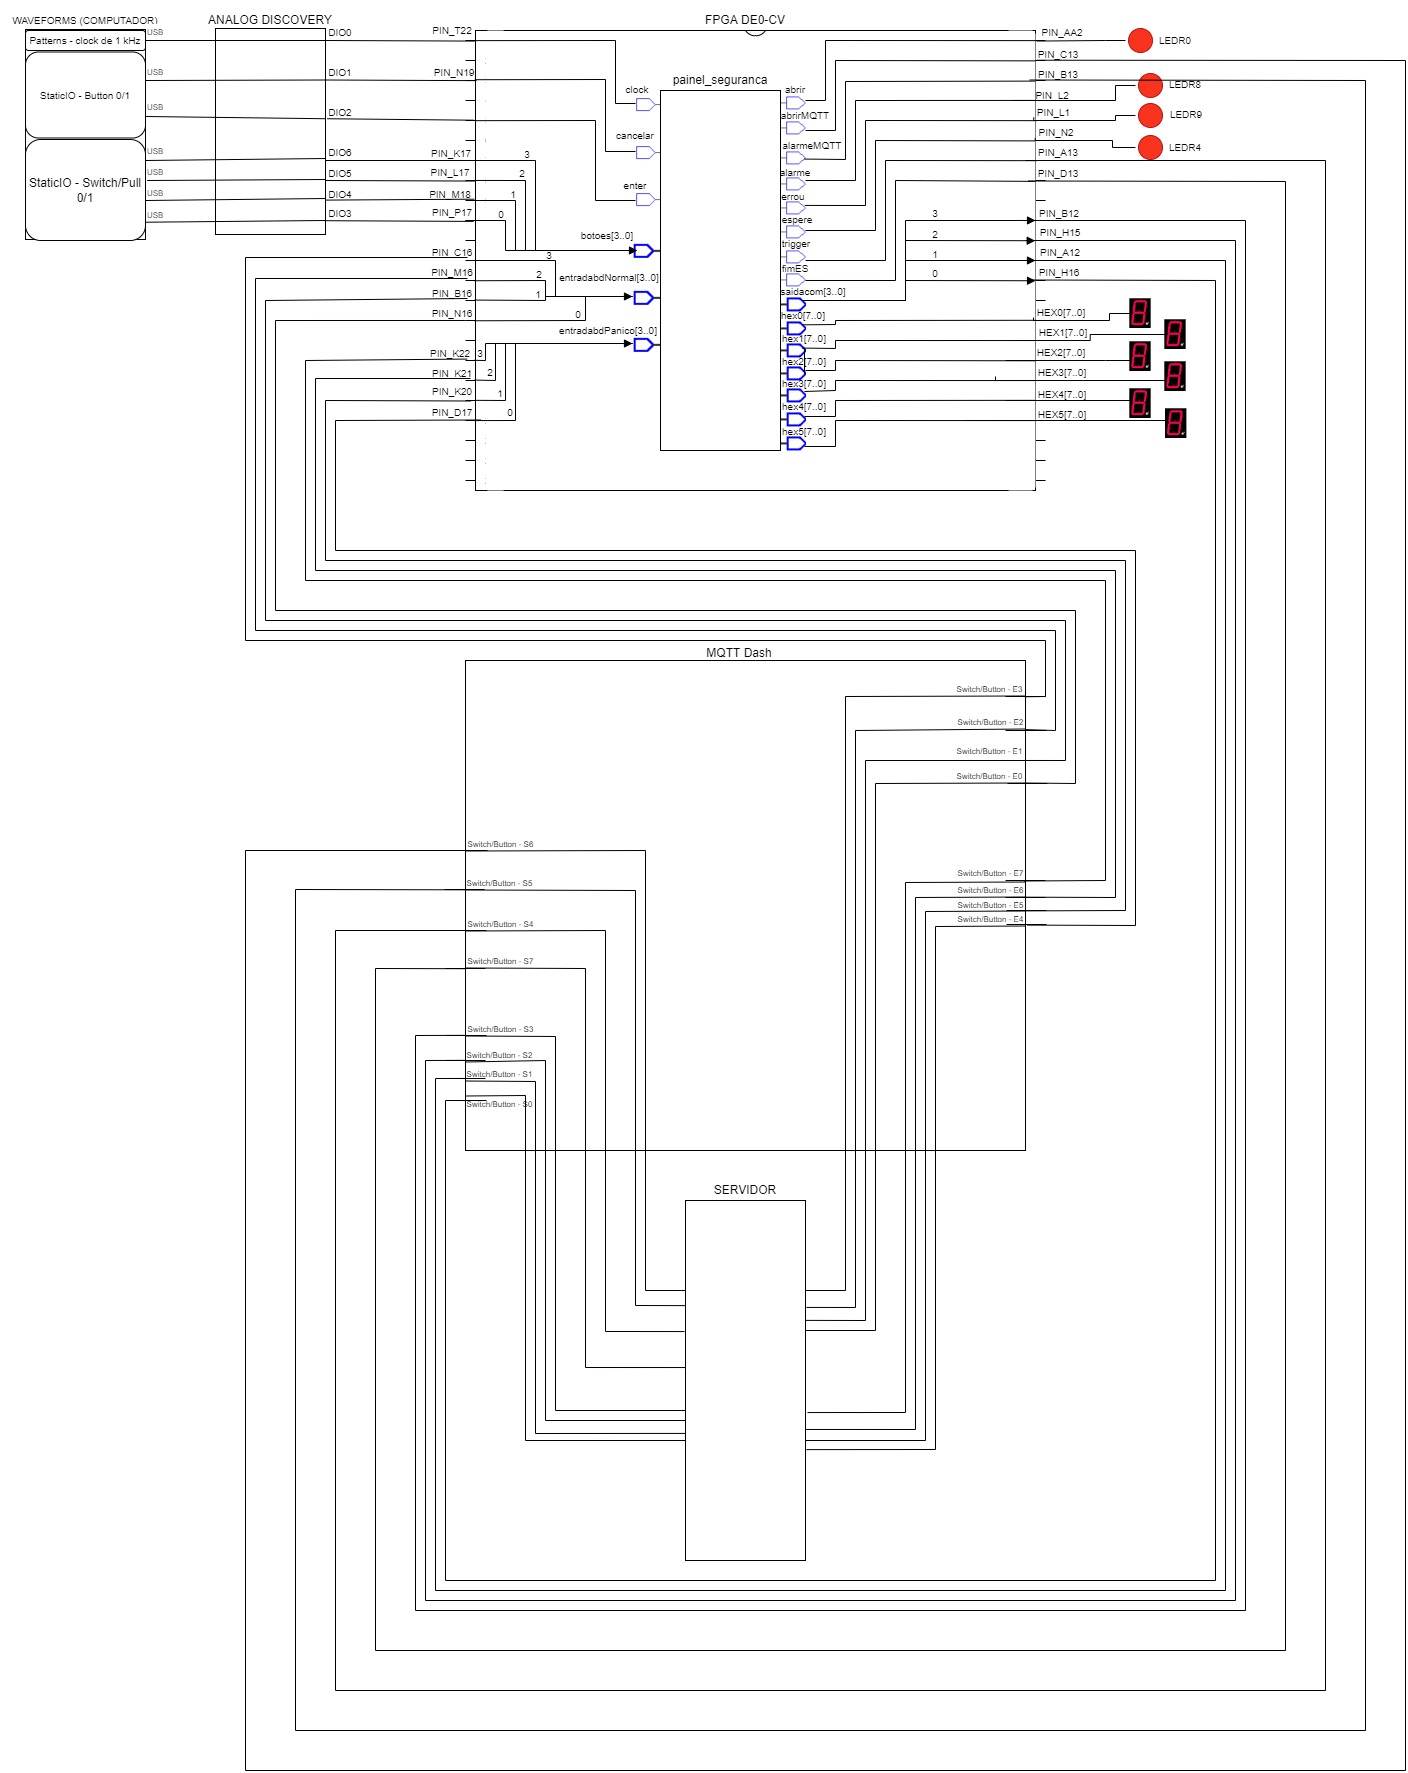 WAVEFORMS (COMPUTADOR)
ANALOG DISCOVERY
FPGA DE0-CV
Patterns - clock de 1 kHz
USB
DIO0
PIN_T22
StaticIO - Button 0/1
USB
DIO1
PIN_N19
USB
DIO2
StaticIO - Switch/Pull
0/1
USB
DIO6
PIN_K17
3
USB
DIO5
PIN_L17
2
USB
DIO4
PIN_M18
1
USB
DIO3
PIN_P17
0
PIN_C16
3
PIN_M16
2
PIN_B16
1
PIN_N16
0
PIN_K22
3
PIN_K21
2
PIN_K20
1
PIN_D17
0
painel_seguranca
clock
cancelar
enter
botoes[3..0]
entradabdNormal[3..0]
entradabdPanico[3..0]
abrir
abrirMQTT
alarmeMQTT
alarme
errou
espere
trigger
fimES
saidacom[3..0]
hex0[7..0]
hex1[7..0]
hex2[7..0]
hex3[7..0]
hex4[7..0]
hex5[7..0]
PIN_AA2
LEDR0
PIN_C13
PIN_B13
LEDR8
PIN_L2
PIN_L1
LEDR9
PIN_N2
LEDR4
PIN_A13
PIN_D13
3
PIN_B12
2
PIN_H15
1
PIN_A12
0
PIN_H16
HEX0[7..0]
HEX1[7..0]
HEX2[7..0]
HEX3[7..0]
HEX4[7..0]
HEX5[7..0]
MQTT Dash
Switch/Button - E3
Switch/Button - E2
Switch/Button - E1
Switch/Button - E0
Switch/Button - S6
Switch/Button - E7
Switch/Button - S5
Switch/Button - E6
Switch/Button - E5
Switch/Button - E4
Switch/Button - S4
Switch/Button - S7
Switch/Button - S3
Switch/Button - S2
Switch/Button - S1
Switch/Button - S0
SERVIDOR